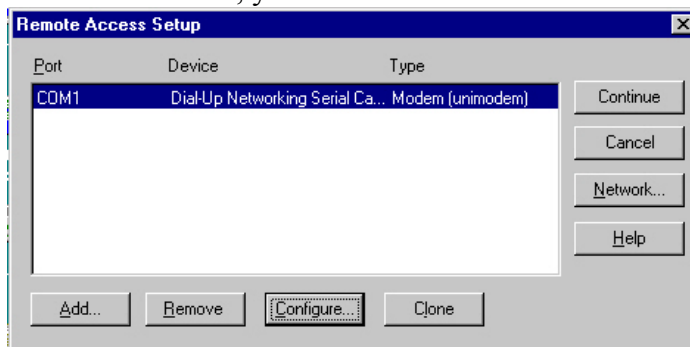 Remote Access Setup
Port Device Type
COM1 Dial-Up Networking Serial Ca... Modem (unimodem)
Continue
Cancel
Network...
Help
Add... Remove Configure... Clone